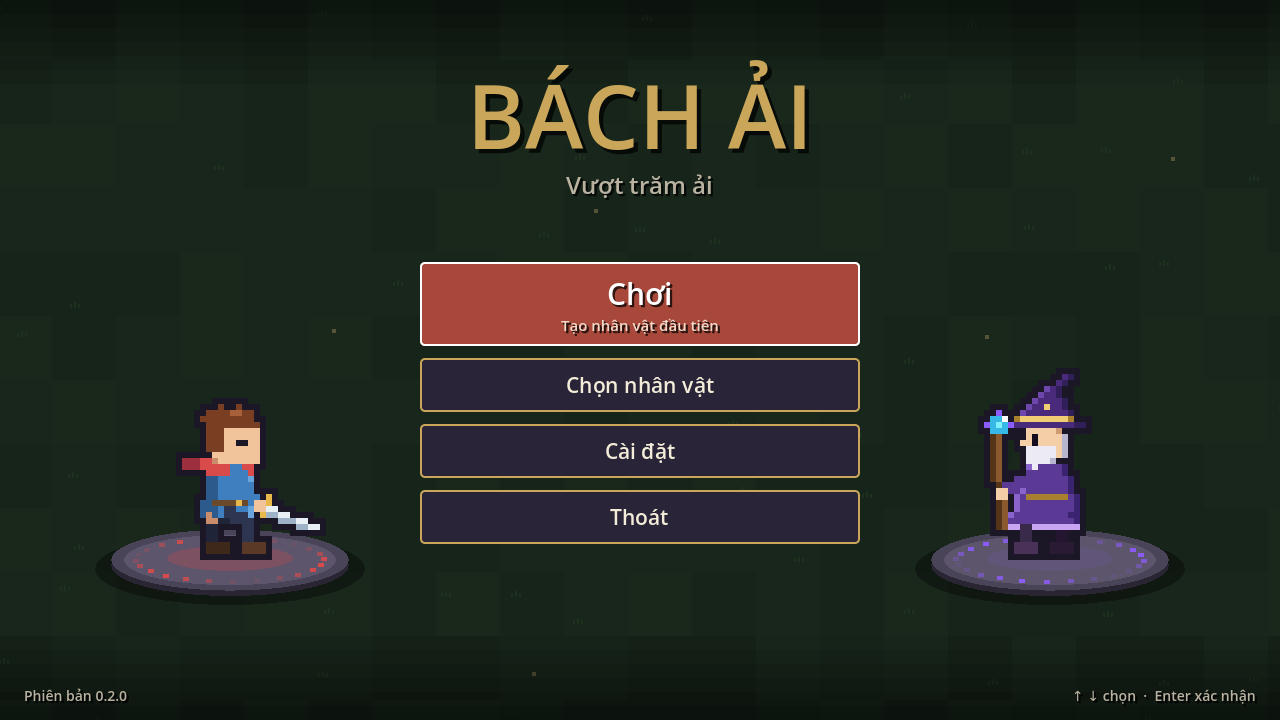 BÁCH ẢI
Vượt trăm ải
Chơi
Tạo nhân vật đầu tiên
Chọn nhân vật
Cài đặt
Thoát
Phiên bản 0.2.0
↑ ↓ chọn · Enter xác nhận